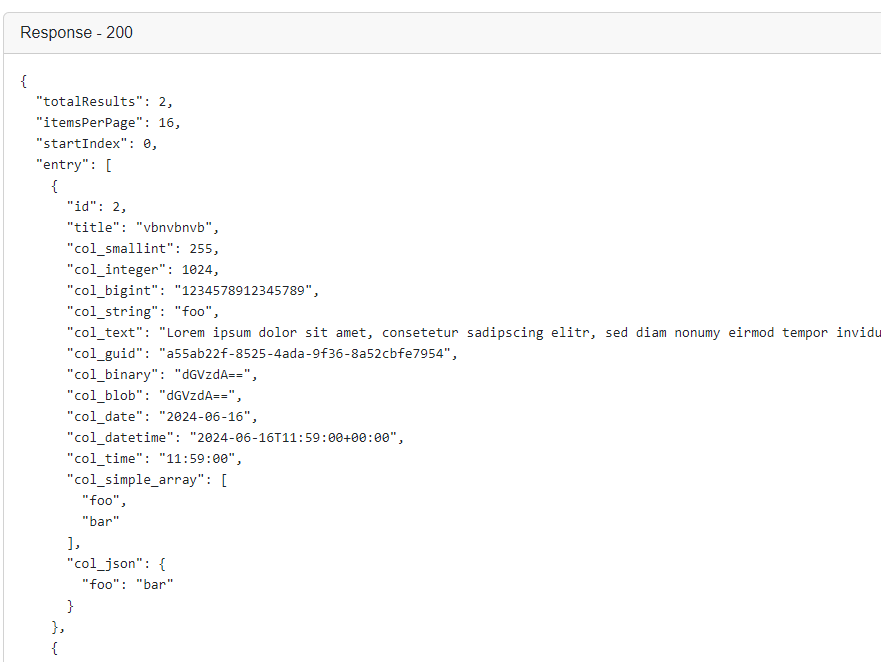 Response - 200
{
"totalResults": 2,
"itemsPerPage": 16,
"startIndex": 0,
"entry": [
{
"id": 2,
"title": "vbnvbnvb",
"col_smallint": 255,
"col_integer": 1024,
"col_bigint": "1234578912345789",
"col_string": "foo",
"col_text": "Lorem ipsum dolor sit amet, consetetur sadipscing elitr, sed diam nonumy eirmod tempor invidu
"col_guid": "a55ab22f-8525-4ada-9f36-8a52cbfe7954",
"col_binary": "dGVzdA==",
"col_blob": "dGVzdA==",
"col_date": "2024-06-16",
"col_datetime": "2024-06-16T11:59:00+00:00",
"col_time": "11:59:00",
"col_simple_array": [
"foo",
"bar"
],
"col_json": {
"foo": "bar"
}
},
{